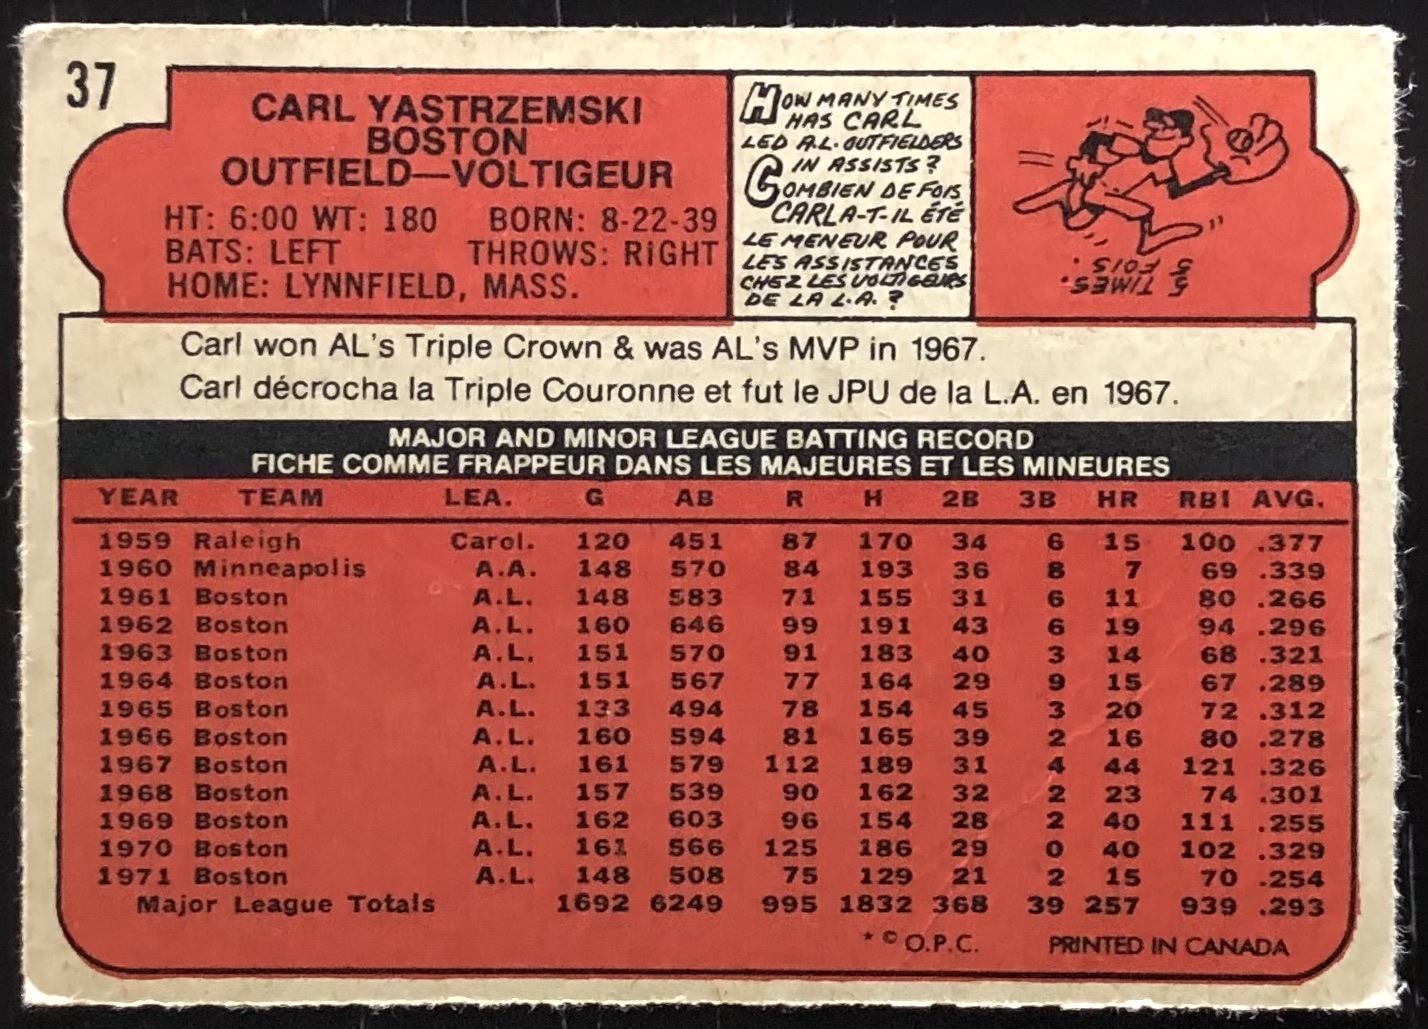 37
CARL YASTRZEMSKI
BOSTON
OUTFIELD—VOLTIGEUR
HT: 6:00 WT: 180 BORN: 8-22-39
BATS: LEFT THROWS: RIGHT
HOME: LYNNFIELD, MASS.
HOW MANY TIMES
HAS CARL
LED A.L. OUTFIELDERS
IN ASSISTS?
COMBIEN DE FOIS
CARL A-T-IL ÉTÉ
LE MENEUR POUR
LES ASSISTANCES
CHEZ LES VOLTIGEURS
DE LA L.A.?
5 TIMES.
5 FOIS.
Carl won AL's Triple Crown & was AL's MVP in 1967.
Carl décrocha la Triple Couronne et fut le JPU de la L.A. en 1967.
MAJOR AND MINOR LEAGUE BATTING RECORD
FICHE COMME FRAPPEUR DANS LES MAJEURES ET LES MINEURES
YEAR TEAM LEA. G AB R H 2B 3B HR RBI AVG.
1959 Raleigh Carol. 120 451 87 170 34 6 15 100 .377
1960 Minneapolis A.A. 148 570 84 193 36 8 7 69 .339
1961 Boston A.L. 148 583 71 155 31 6 11 80 .266
1962 Boston A.L. 160 646 99 191 43 6 19 94 .296
1963 Boston A.L. 151 570 91 183 40 3 14 68 .321
1964 Boston A.L. 151 567 77 164 29 9 15 67 .289
1965 Boston A.L. 133 494 78 154 45 3 20 72 .312
1966 Boston A.L. 160 594 81 165 39 2 16 80 .278
1967 Boston A.L. 161 579 112 189 31 4 44 121 .326
1968 Boston A.L. 157 539 90 162 32 2 23 74 .301
1969 Boston A.L. 162 603 96 154 28 2 40 111 .255
1970 Boston A.L. 161 566 125 186 29 0 40 102 .329
1971 Boston A.L. 148 508 75 129 21 2 15 70 .254
Major League Totals 1692 6249 995 1832 368 39 257 939 .293
* © O.P.C. PRINTED IN CANADA